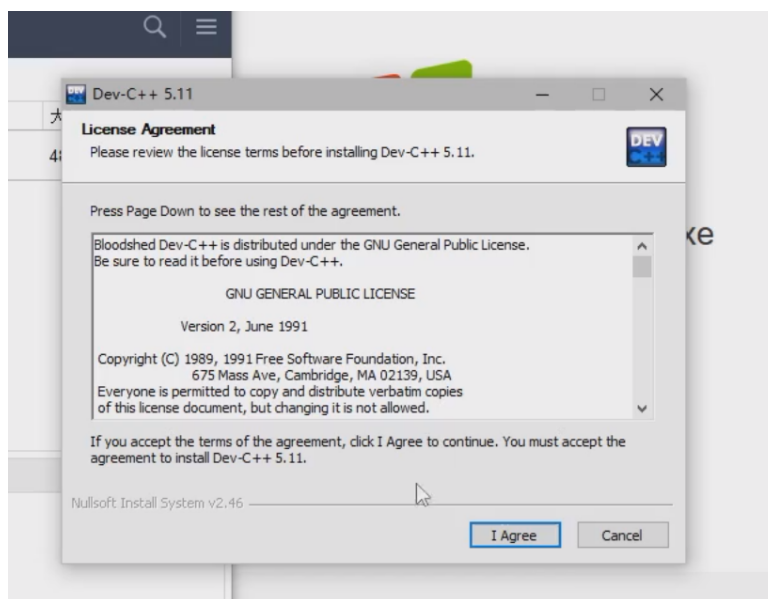 Dev-C++ 5.11
License Agreement
Please review the license terms before installing Dev-C++ 5.11.
DEV
C++
Press Page Down to see the rest of the agreement.
Bloodshed Dev-C++ is distributed under the GNU General Public License.
Be sure to read it before using Dev-C++.
GNU GENERAL PUBLIC LICENSE
Version 2, June 1991
Copyright (C) 1989, 1991 Free Software Foundation, Inc.
675 Mass Ave, Cambridge, MA 02139, USA
Everyone is permitted to copy and distribute verbatim copies
of this license document, but changing it is not allowed.
If you accept the terms of the agreement, click I Agree to continue. You must accept the
agreement to install Dev-C++ 5.11.
Nullsoft Install System v2.46
I Agree
Cancel